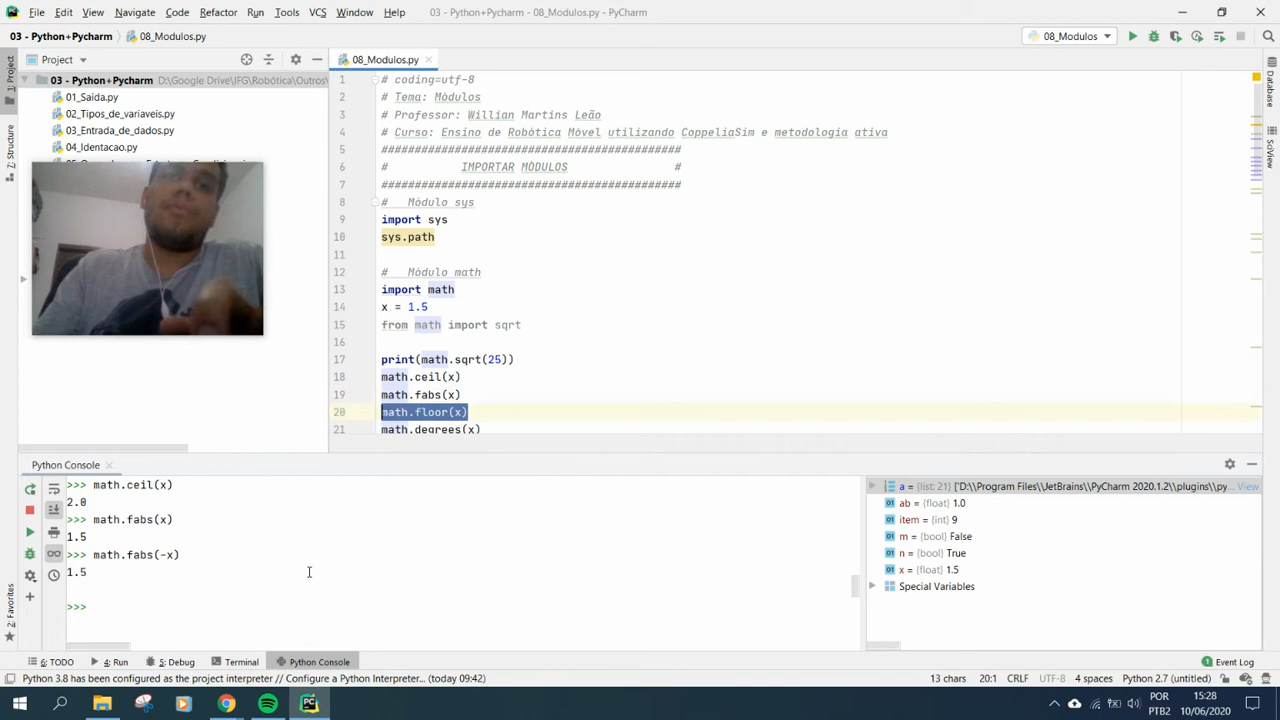 File Edit View Navigate Code Refactor Run Tools VCS Window Help 03 - Python+Pycharm - 08_Modulos.py - PyCharm
03 - Python+Pycharm 08_Modulos.py 08_Modulos
Project 08_Modulos.py
1: Project
Z: Structure
2: Favorites
Database
SciView
03 - Python+Pycharm D:\Google Drive\IFG\Robótica\Outros\
01_Saida.py
02_Tipos_de_variaveis.py
03_Entrada_de_dados.py
04_Identacao.py
1 # coding=utf-8
2 # Tema: Módulos
3 # Professor: Willian Martins Leão
4 # Curso: Ensino de Robótica Móvel utilizando CoppeliaSim e metodologia ativa
5 ##########################################
6 # IMPORTAR MÓDULOS #
7 ##########################################
8 # Módulo sys
9 import sys
10 sys.path
11
12 # Módulo math
13 import math
14 x = 1.5
15 from math import sqrt
16
17 print(math.sqrt(25))
18 math.ceil(x)
19 math.fabs(x)
20 math.floor(x)
21 math.degrees(x)
Python Console
>>> math.ceil(x)
2.0
>>> math.fabs(x)
1.5
>>> math.fabs(-x)
1.5
>>>
a = {list: 21} ['D:\\Program Files\\JetBrains\\PyCharm 2020.1.2\\plugins\\py... View
ab = {float} 1.0
item = {int} 9
m = {bool} False
n = {bool} True
x = {float} 1.5
Special Variables
6: TODO 4: Run 5: Debug Terminal Python Console Event Log
Python 3.8 has been configured as the project interpreter // Configure a Python Interpreter... (today 09:42) 13 chars 20:1 CRLF UTF-8 4 spaces Python 2.7 (untitled)
POR
PTB2
15:28
10/06/2020